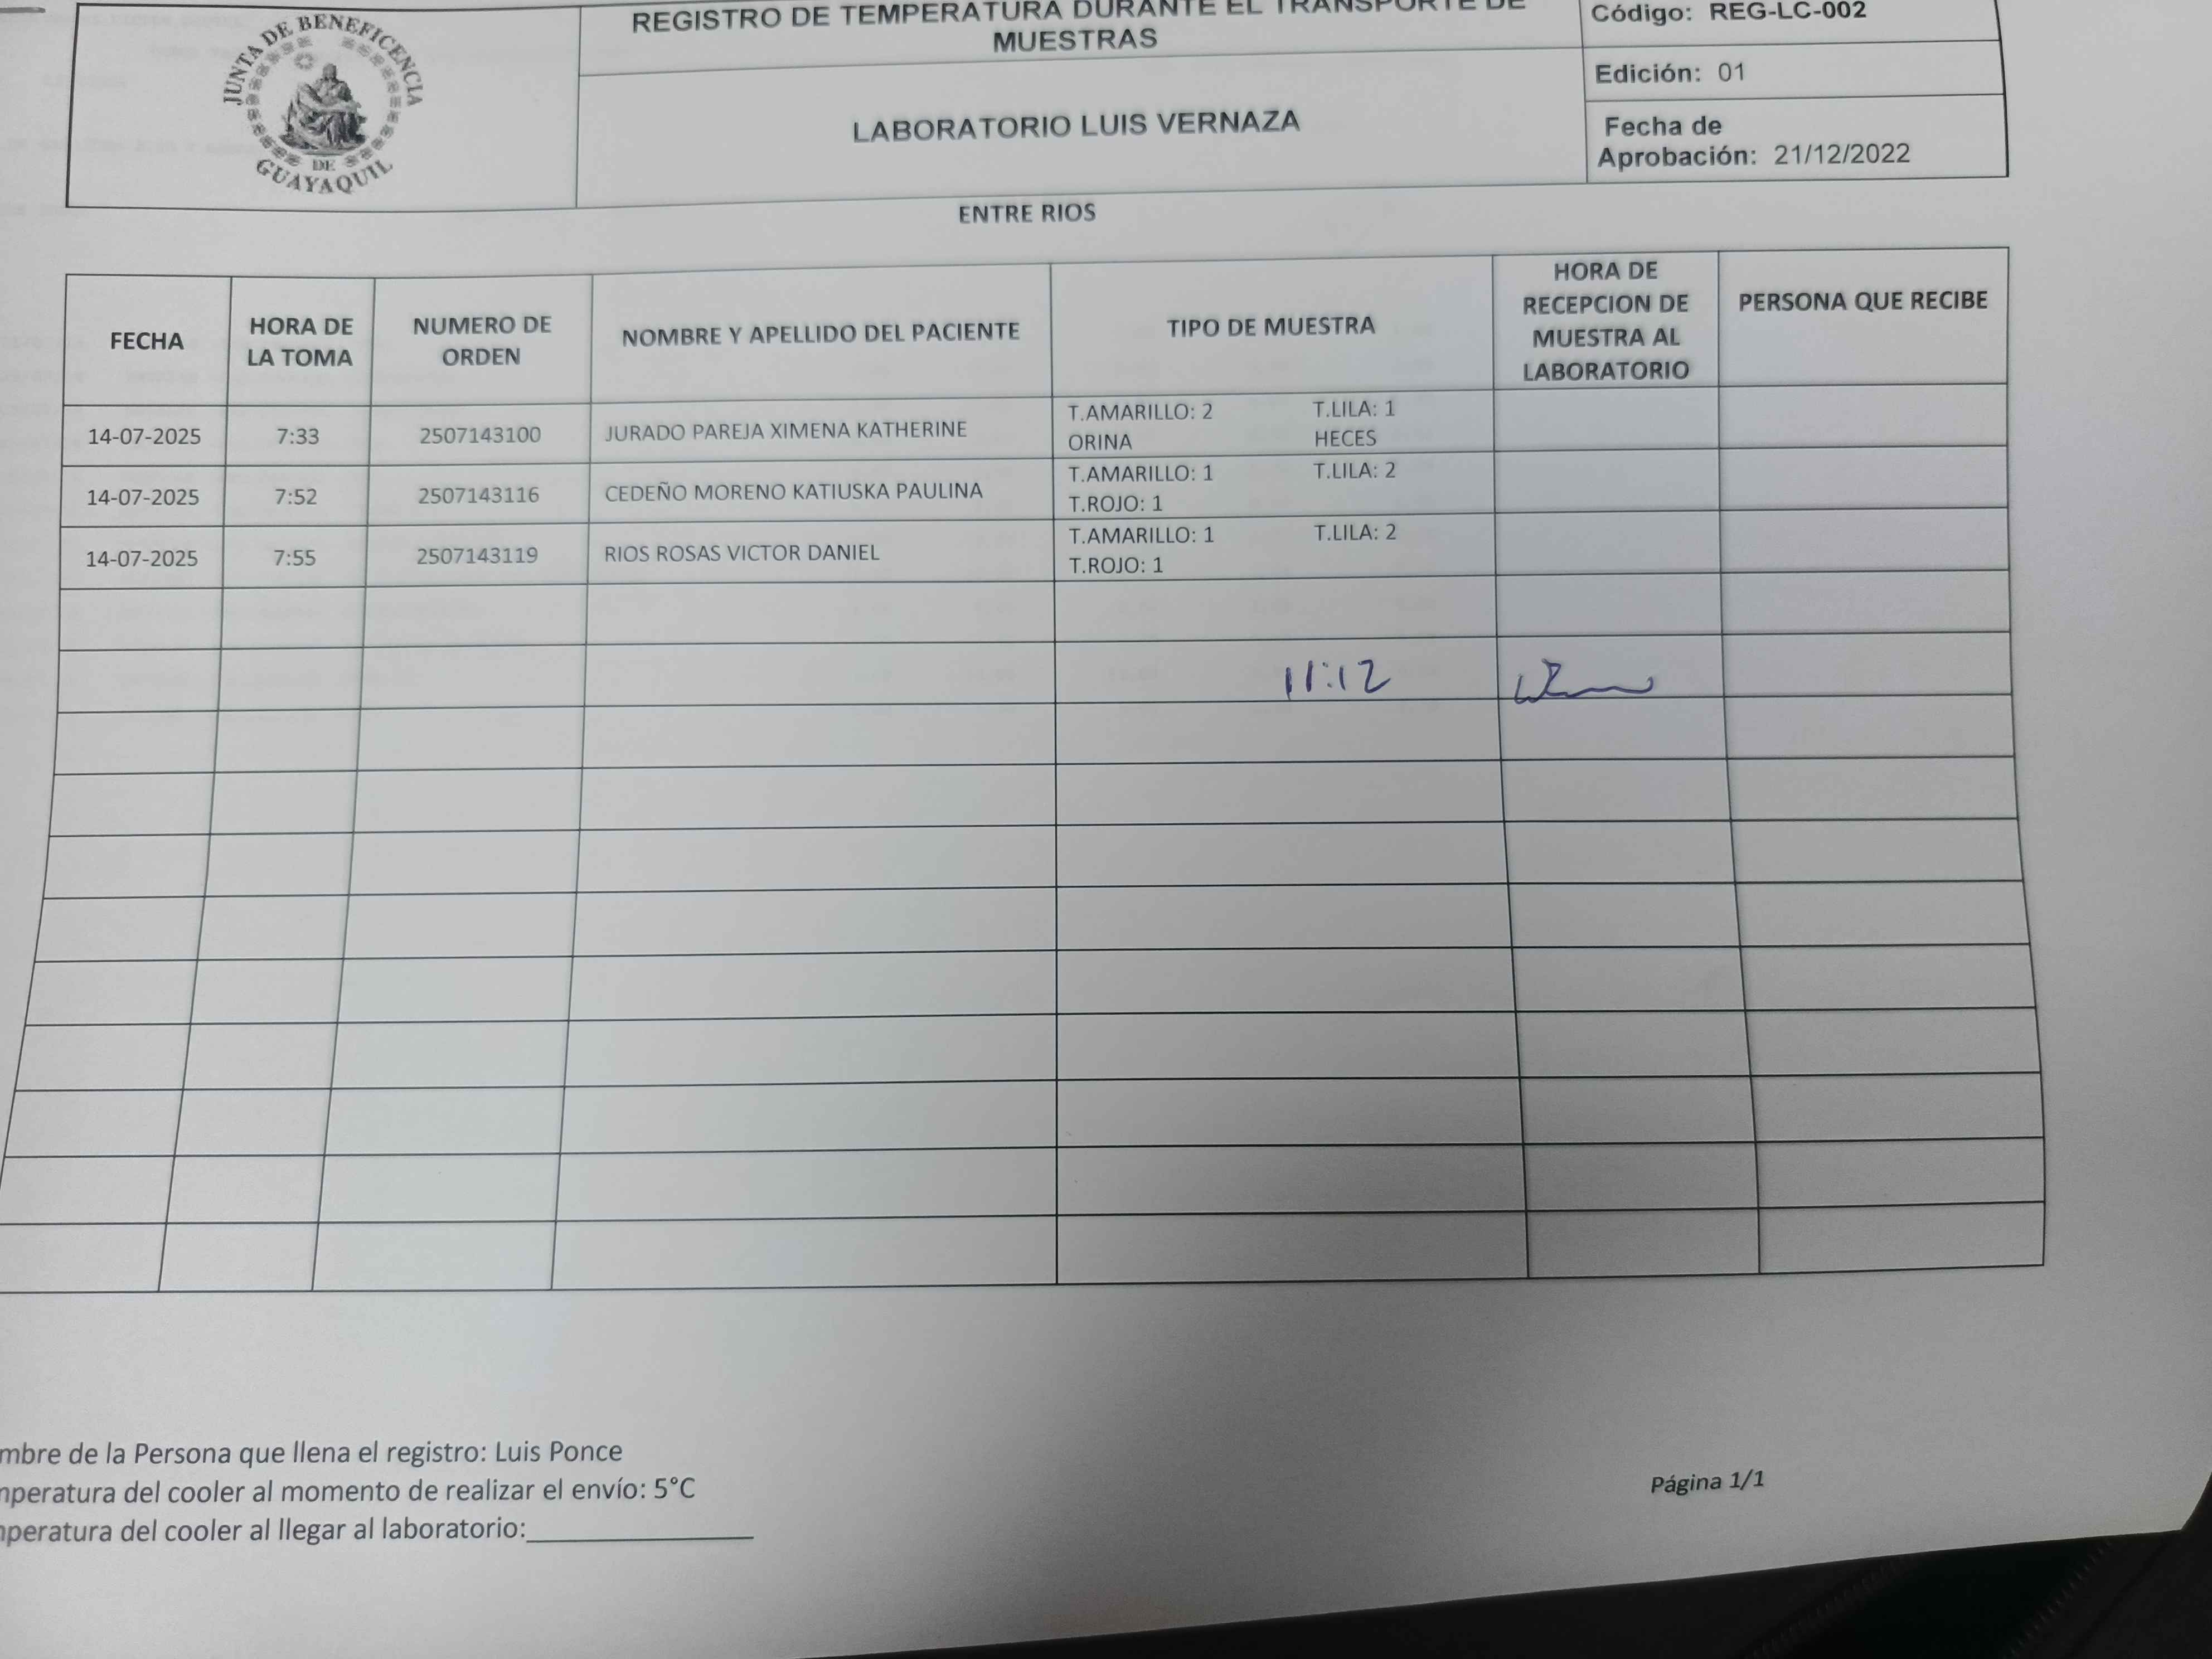 JUNTA DE BENEFICENCIA
DE
GUAYAQUIL
REGISTRO DE TEMPERATURA DURANTE EL TRANSPORTE DE
MUESTRAS
LABORATORIO LUIS VERNAZA
Código: REG-LC-002
Edición: 01
Fecha de
Aprobación: 21/12/2022
ENTRE RIOS
FECHA
HORA DE
LA TOMA
NUMERO DE
ORDEN
NOMBRE Y APELLIDO DEL PACIENTE
TIPO DE MUESTRA
HORA DE
RECEPCION DE
MUESTRA AL
LABORATORIO
PERSONA QUE RECIBE
14-07-2025 7:33 2507143100 JURADO PAREJA XIMENA KATHERINE T.AMARILLO: 2 T.LILA: 1
ORINA HECES
14-07-2025 7:52 2507143116 CEDEÑO MORENO KATIUSKA PAULINA T.AMARILLO: 1 T.LILA: 2
T.ROJO: 1
14-07-2025 7:55 2507143119 RIOS ROSAS VICTOR DANIEL T.AMARILLO: 1 T.LILA: 2
T.ROJO: 1
11:12
mbre de la Persona que llena el registro: Luis Ponce
mperatura del cooler al momento de realizar el envío: 5°C
mperatura del cooler al llegar al laboratorio:
Página 1/1